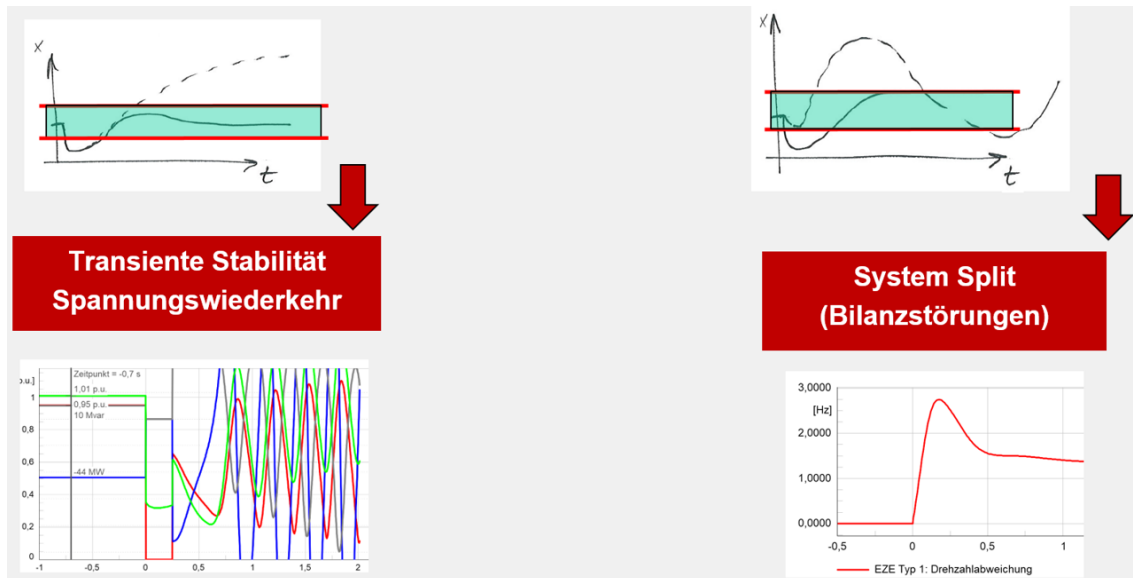 x
t
x
t
Transiente Stabilität
Spannungswiederkehr
System Split
(Bilanzstörungen)
Zeitpunkt = -0,7 s
1,01 p.u.
0,95 p.u.
10 Mvar
-44 MW
o.u.]
1
0,8
0,6
0,4
0,2
0
-1
-0,5
0
0,5
1
1,5
2
3,0000
[Hz]
2,0000
1,0000
0,0000
-0,5
0
0,5
1
EZE Typ 1: Drehzahlabweichung